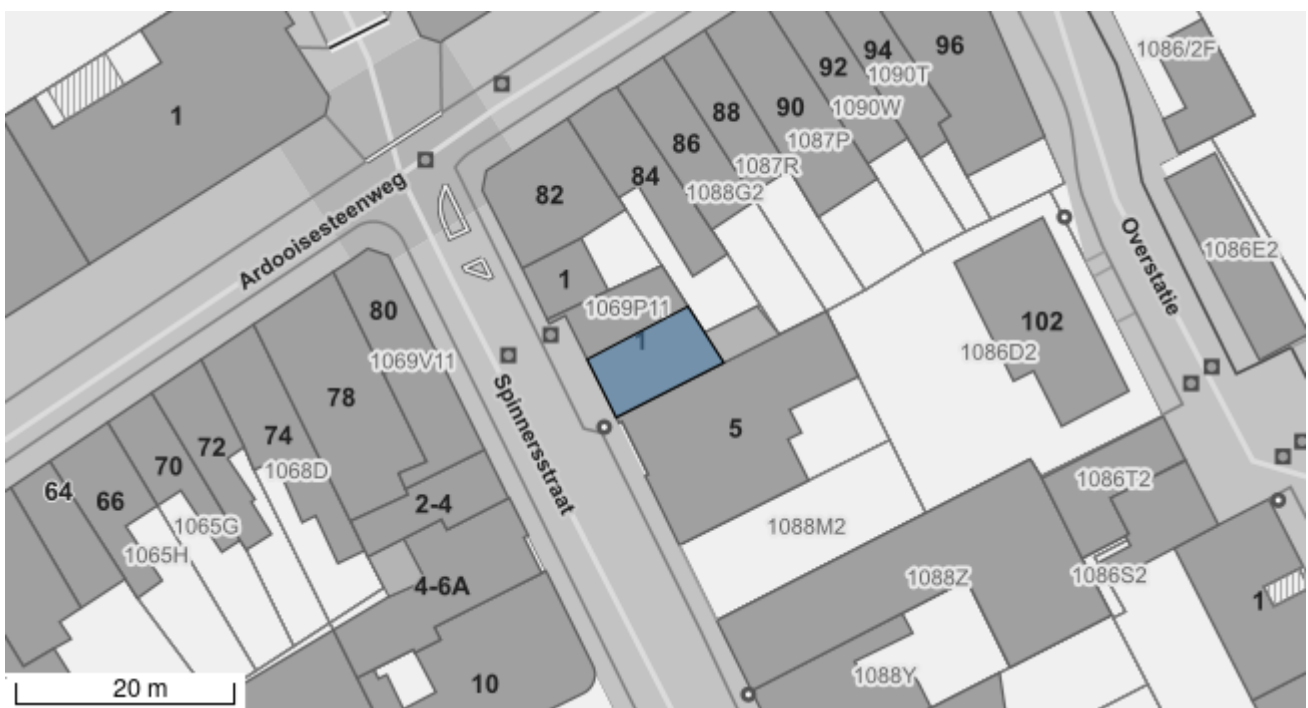 96
94
92
1090T
1086/2F
88
90
1090W
1
86
1087P
84
1087R
82
1088G2
Ardooisesteenweg
Overstatie
1086E2
1
80
1069P11
102
1
1086D2
1069V11
78
Spinnersstraat
5
74
72
70
1068D
64
66
2-4
1086T2
1065G
1088M2
1065H
1088Z
1086S2
4-6A
1
1088Y
10
20 m